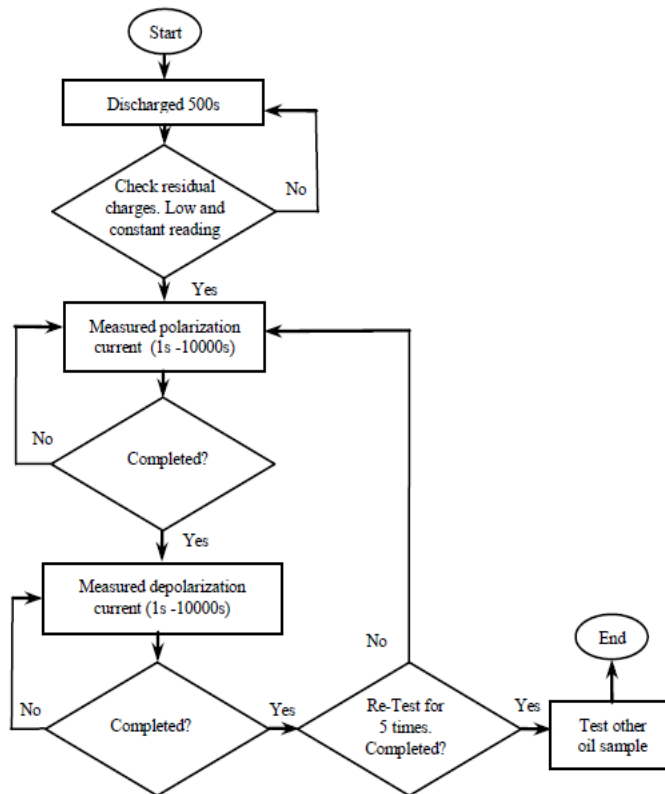 Start
Discharged 500s
Check residual
charges. Low and
constant reading
No
Yes
Measured polarization
current (1s -10000s)
No
Completed?
Yes
Measured depolarization
current (1s -10000s)
No
Completed?
Yes
No
Re-Test for
5 times.
Completed?
Yes
End
Test other
oil sample